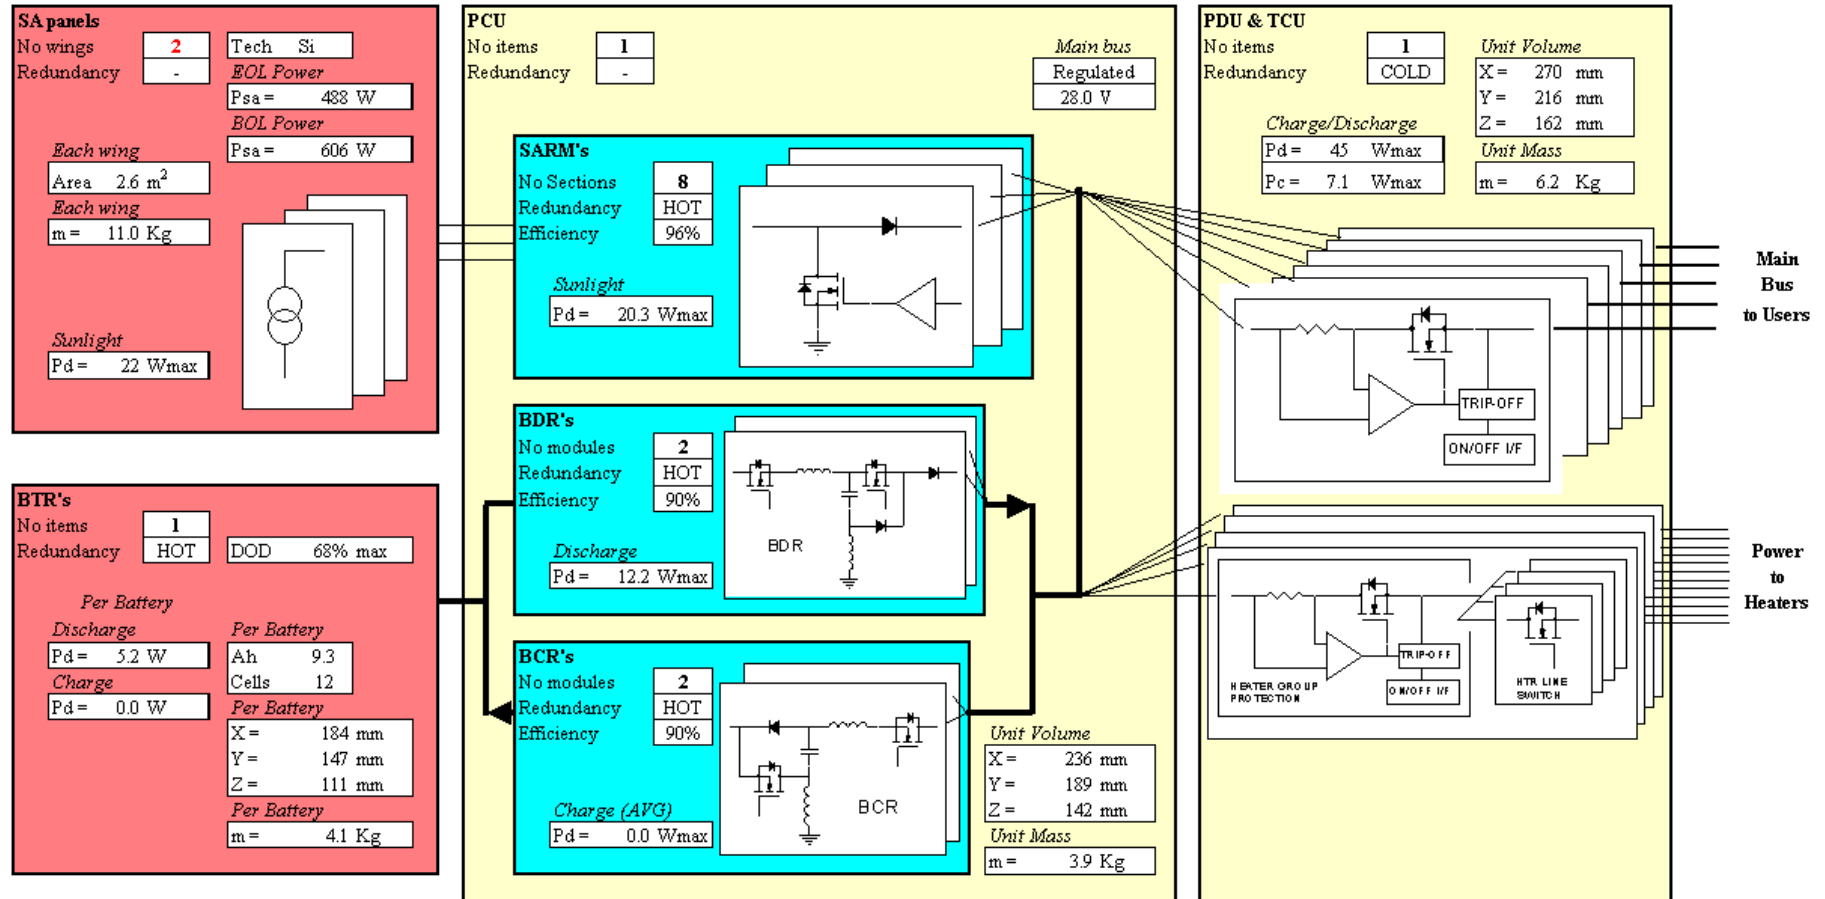 SA panels
No wings 2
Redundancy -
Tech Si
EOL Power
Psa = 488 W
BOL Power
Psa = 606 W
Each wing
Area 2.6 m²
Each wing
m = 11.0 Kg
Sunlight
Pd = 22 Wmax
BTR's
No items 1
Redundancy HOT
DOD 68% max
Per Battery
Discharge
Pd = 5.2 W
Charge
Pd = 0.0 W
Per Battery
Ah 9.3
Cells 12
Per Battery
X = 184 mm
Y = 147 mm
Z = 111 mm
Per Battery
m = 4.1 Kg
PCU
No items 1
Redundancy -
Main bus
Regulated
28.0 V
SARM's
No Sections 8
Redundancy HOT
Efficiency 96%
Sunlight
Pd = 20.3 Wmax
BDR's
No modules 2
Redundancy HOT
Efficiency 90%
Discharge
Pd = 12.2 Wmax
BDR
BCR's
No modules 2
Redundancy HOT
Efficiency 90%
Charge (AVG)
Pd = 0.0 Wmax
BCR
Unit Volume
X = 236 mm
Y = 189 mm
Z = 142 mm
Unit Mass
m = 3.9 Kg
PDU & TCU
No items 1
Redundancy COLD
Charge/Discharge
Pd = 45 Wmax
Pc = 7.1 Wmax
Unit Volume
X = 270 mm
Y = 216 mm
Z = 162 mm
Unit Mass
m = 6.2 Kg
TRIP-OFF
ON/OFF I/F
Main
Bus
to Users
HEATER GROUP
PROTECTION
TRIP-OFF
ON/OFF I/F
HTR LINE
SWITCH
Power
to
Heaters